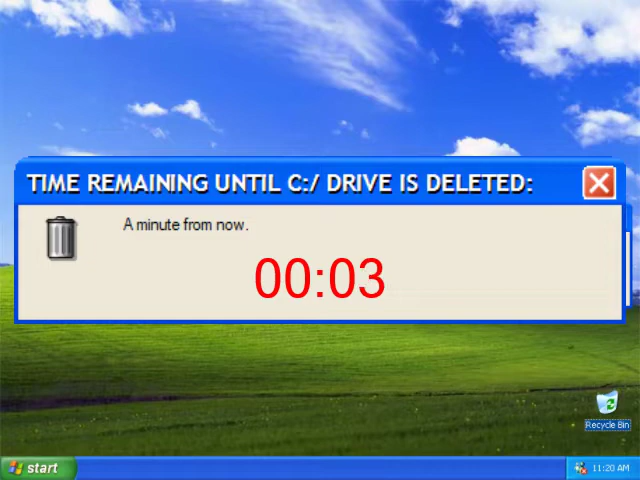 TIME REMAINING UNTIL C:/ DRIVE IS DELETED:
A minute from now.
00:03
Recycle Bin
start
11:20 AM